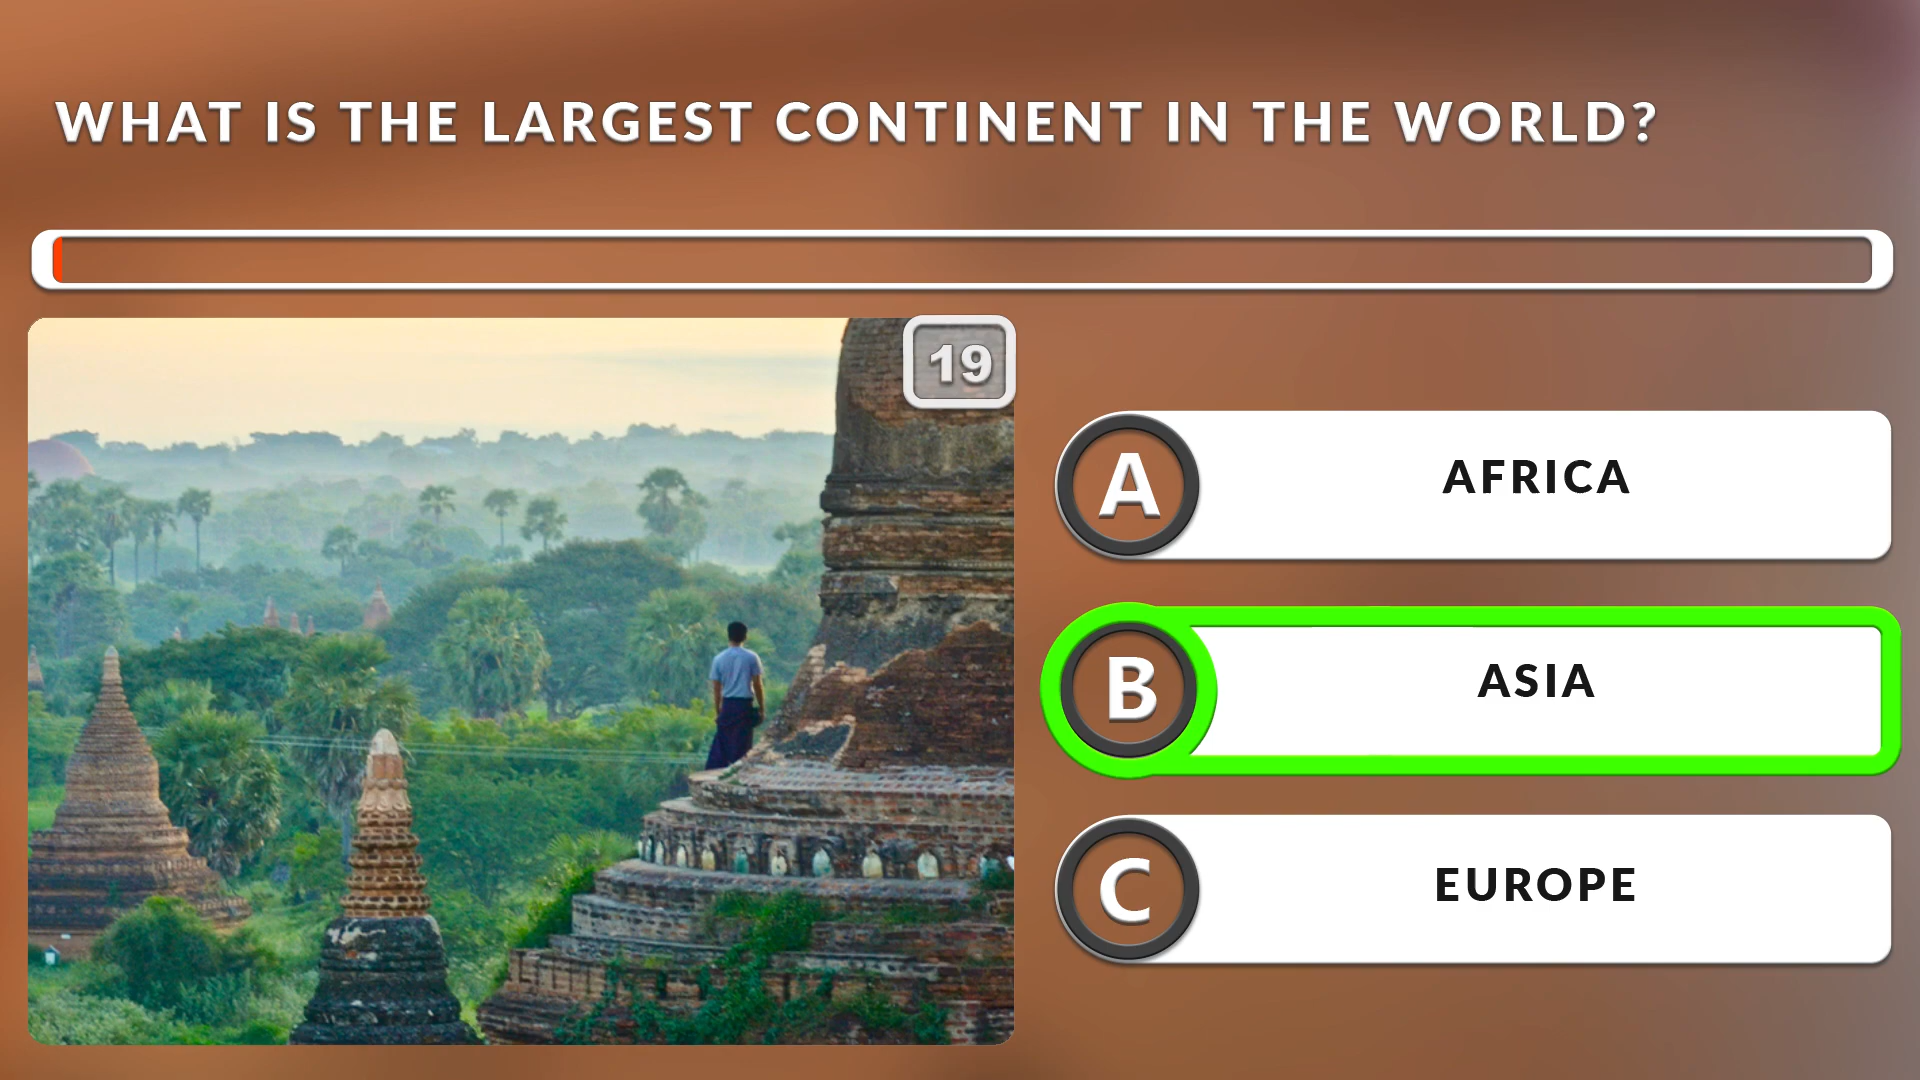 WHAT IS THE LARGEST CONTINENT IN THE WORLD?
19
A
AFRICA
B
ASIA
C
EUROPE